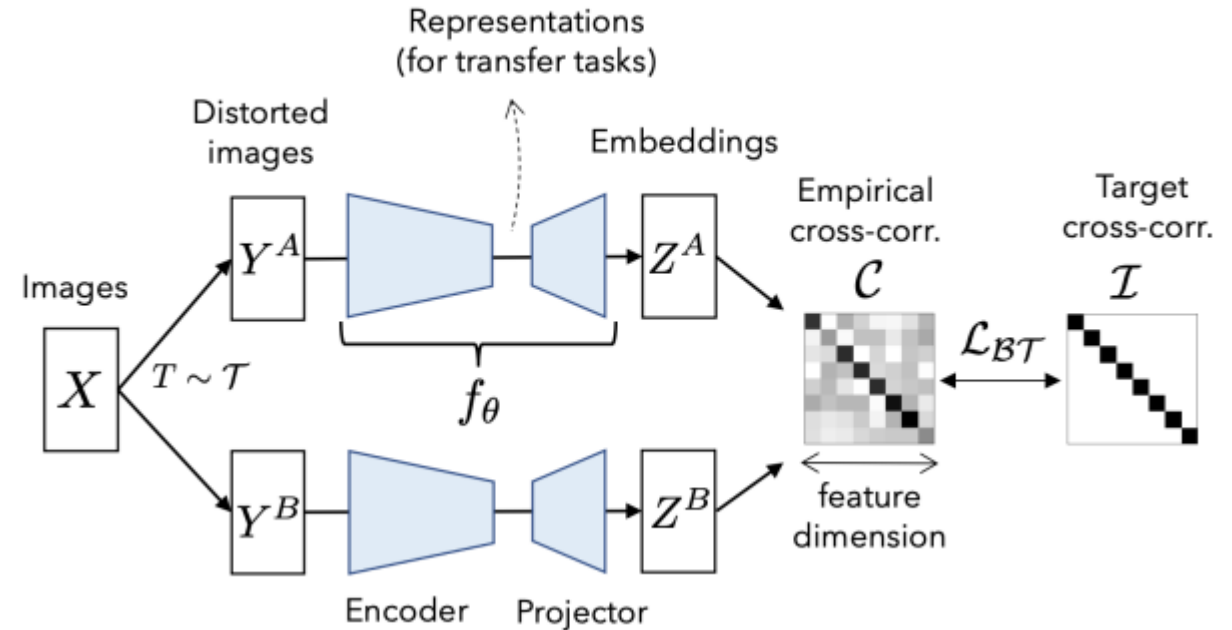 Representations
(for transfer tasks)
Distorted
images
Embeddings
Empirical
cross-corr.
Target
cross-corr.
Images
Y^A
Z^A
𝒞
ℐ
ℒ_ℬ𝒯
X
T ∼ 𝒯
f_θ
Y^B
Z^B
feature
dimension
Encoder
Projector